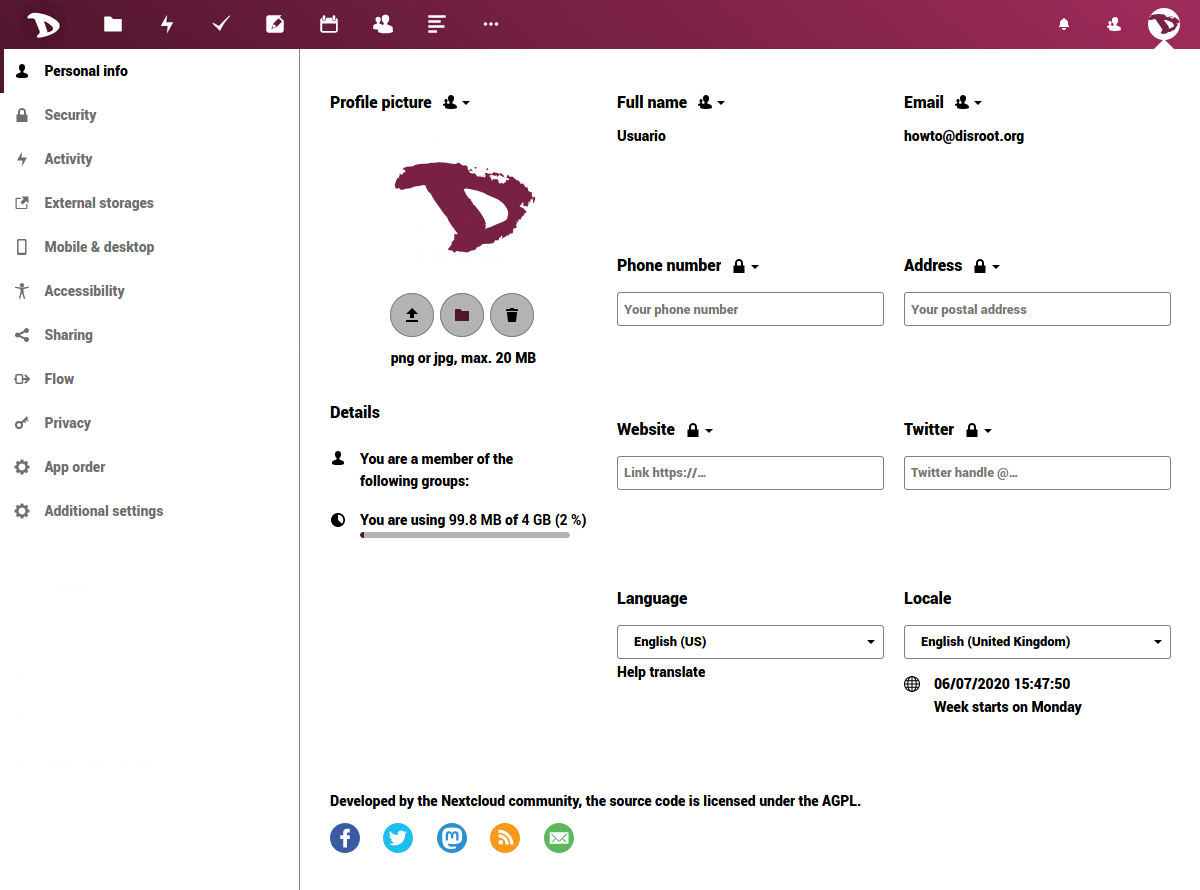 Personal info
Security
Activity
External storages
Mobile & desktop
Accessibility
Sharing
Flow
Privacy
App order
Additional settings
Profile picture
png or jpg, max. 20 MB
Details
You are a member of the
following groups:
You are using 99.8 MB of 4 GB (2 %)
Full name
Usuario
Email
howto@disroot.org
Phone number
Your phone number
Address
Your postal address
Website
Link https://…
Twitter
Twitter handle @…
Language
English (US)
Help translate
Locale
English (United Kingdom)
06/07/2020 15:47:50
Week starts on Monday
Developed by the Nextcloud community, the source code is licensed under the AGPL.